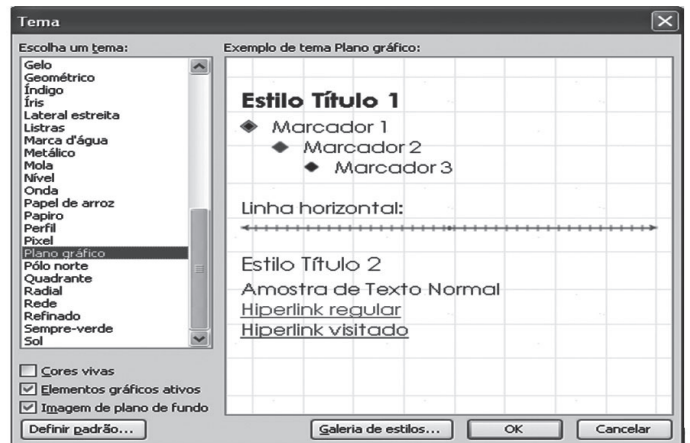 Tema
Escolha um tema:
Gelo
Geométrico
Índigo
Íris
Lateral estreita
Listras
Marca d'água
Metálico
Mola
Nível
Onda
Papel de arroz
Papiro
Perfil
Pixel
Plano gráfico
Pólo norte
Quadrante
Radial
Rede
Refinado
Sempre-verde
Sol
Cores vivas
Elementos gráficos ativos
Imagem de plano de fundo
Definir padrão...
Exemplo de tema Plano gráfico:
Estilo Título 1
Marcador 1
Marcador 2
Marcador 3
Linha horizontal:
Estilo Título 2
Amostra de Texto Normal
Hiperlink regular
Hiperlink visitado
Galeria de estilos...
OK
Cancelar